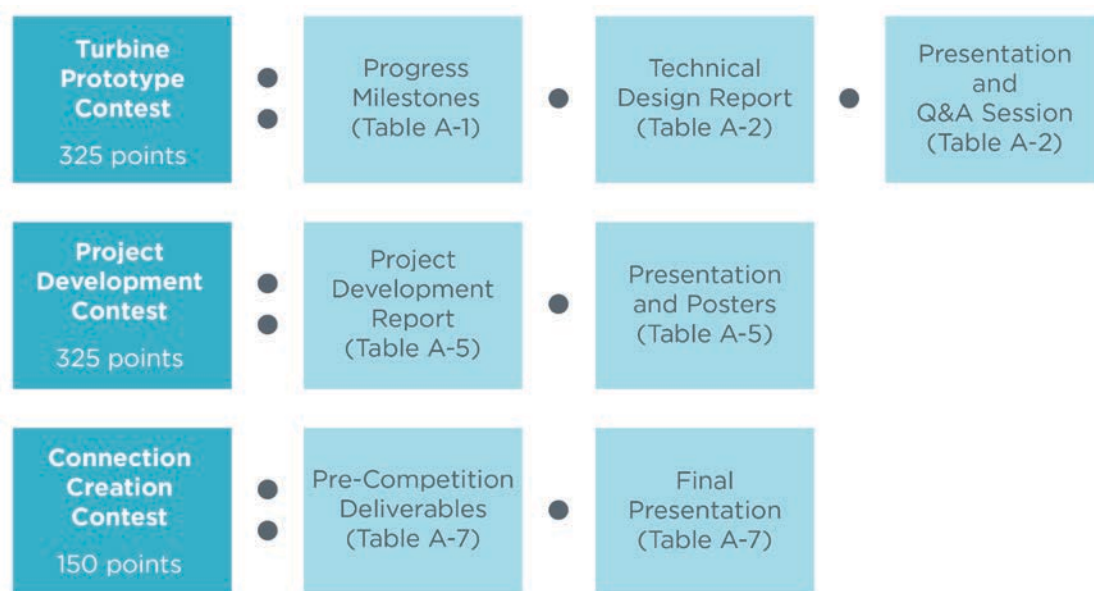 Turbine
Prototype
Contest
325 points
Progress
Milestones
(Table A-1)
Technical
Design Report
(Table A-2)
Presentation
and
Q&A Session
(Table A-2)
Project
Development
Contest
325 points
Project
Development
Report
(Table A-5)
Presentation
and Posters
(Table A-5)
Connection
Creation
Contest
150 points
Pre-Competition
Deliverables
(Table A-7)
Final
Presentation
(Table A-7)